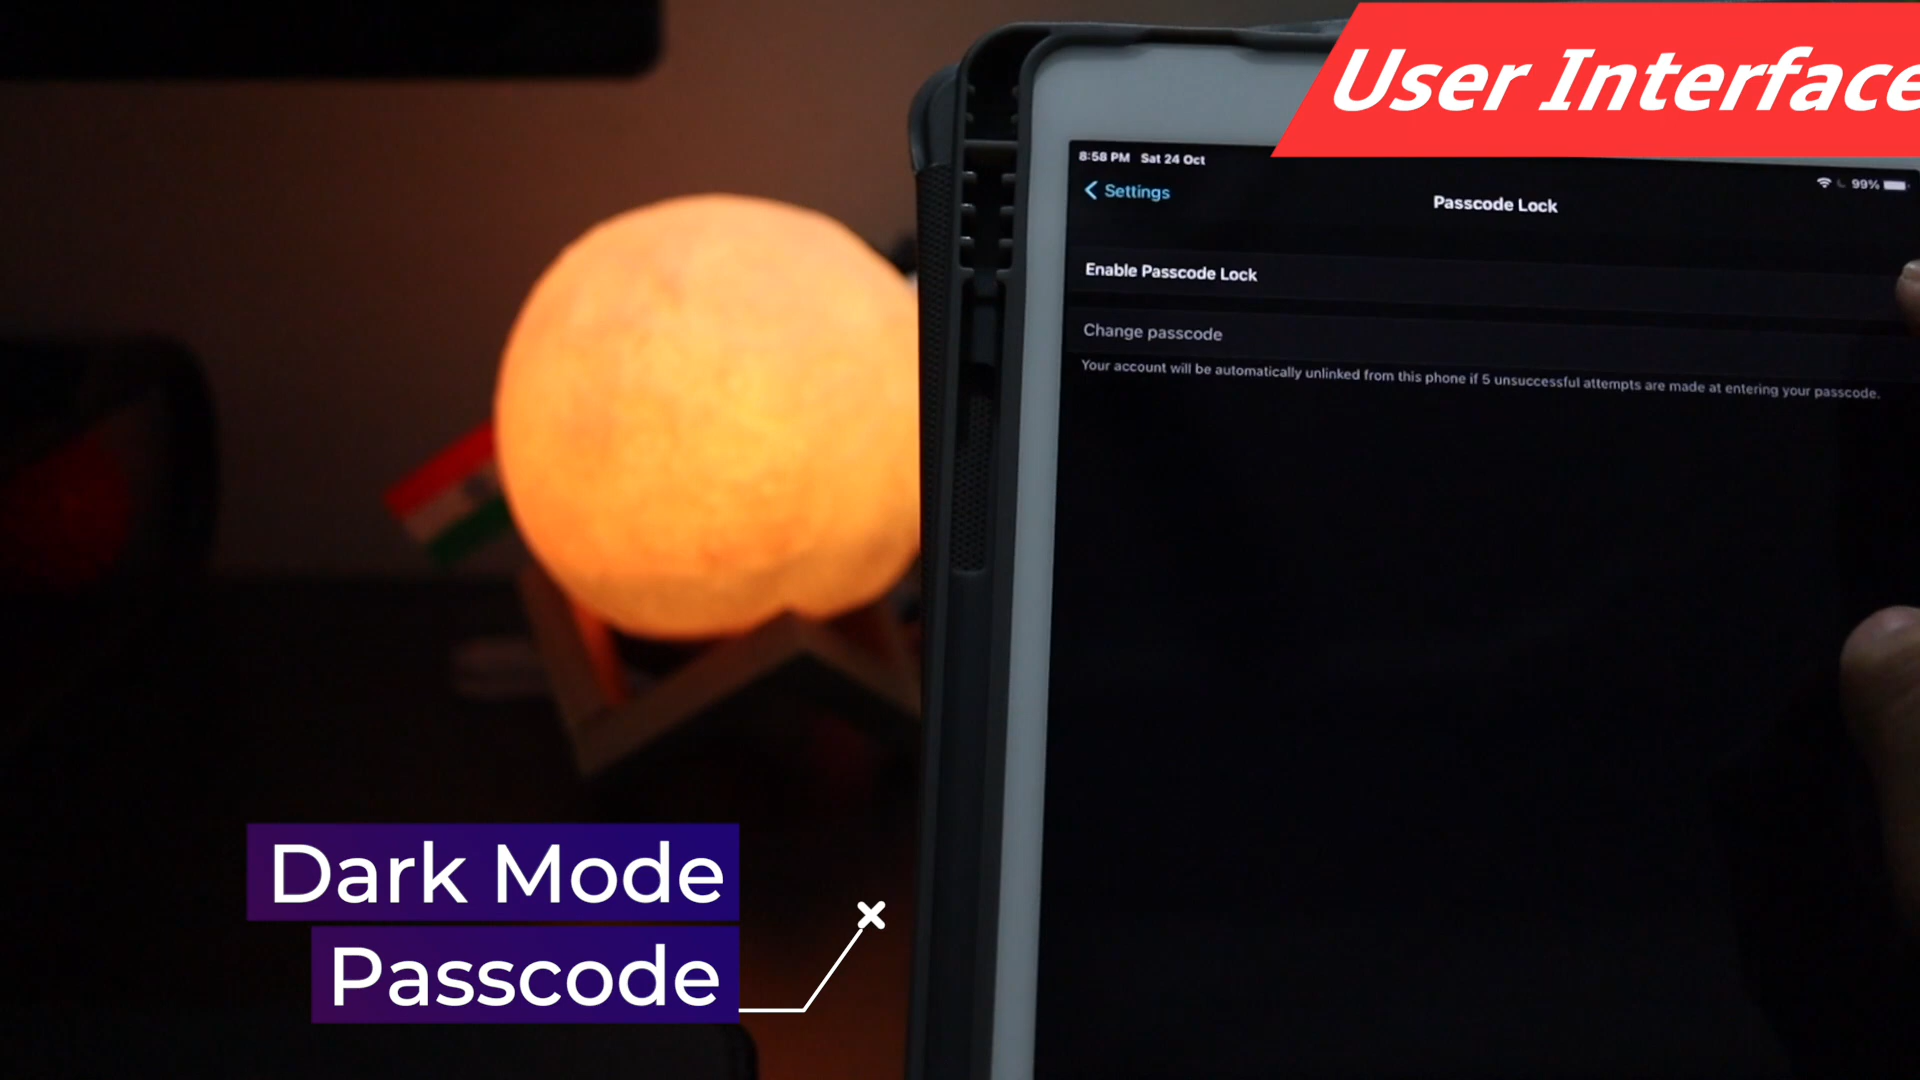 User Interface
8:58 PM Sat 24 Oct
99%
Settings
Passcode Lock
Enable Passcode Lock
Change passcode
Your account will be automatically unlinked from this phone if 5 unsuccessful attempts are made at entering your passcode.
Dark Mode
Passcode